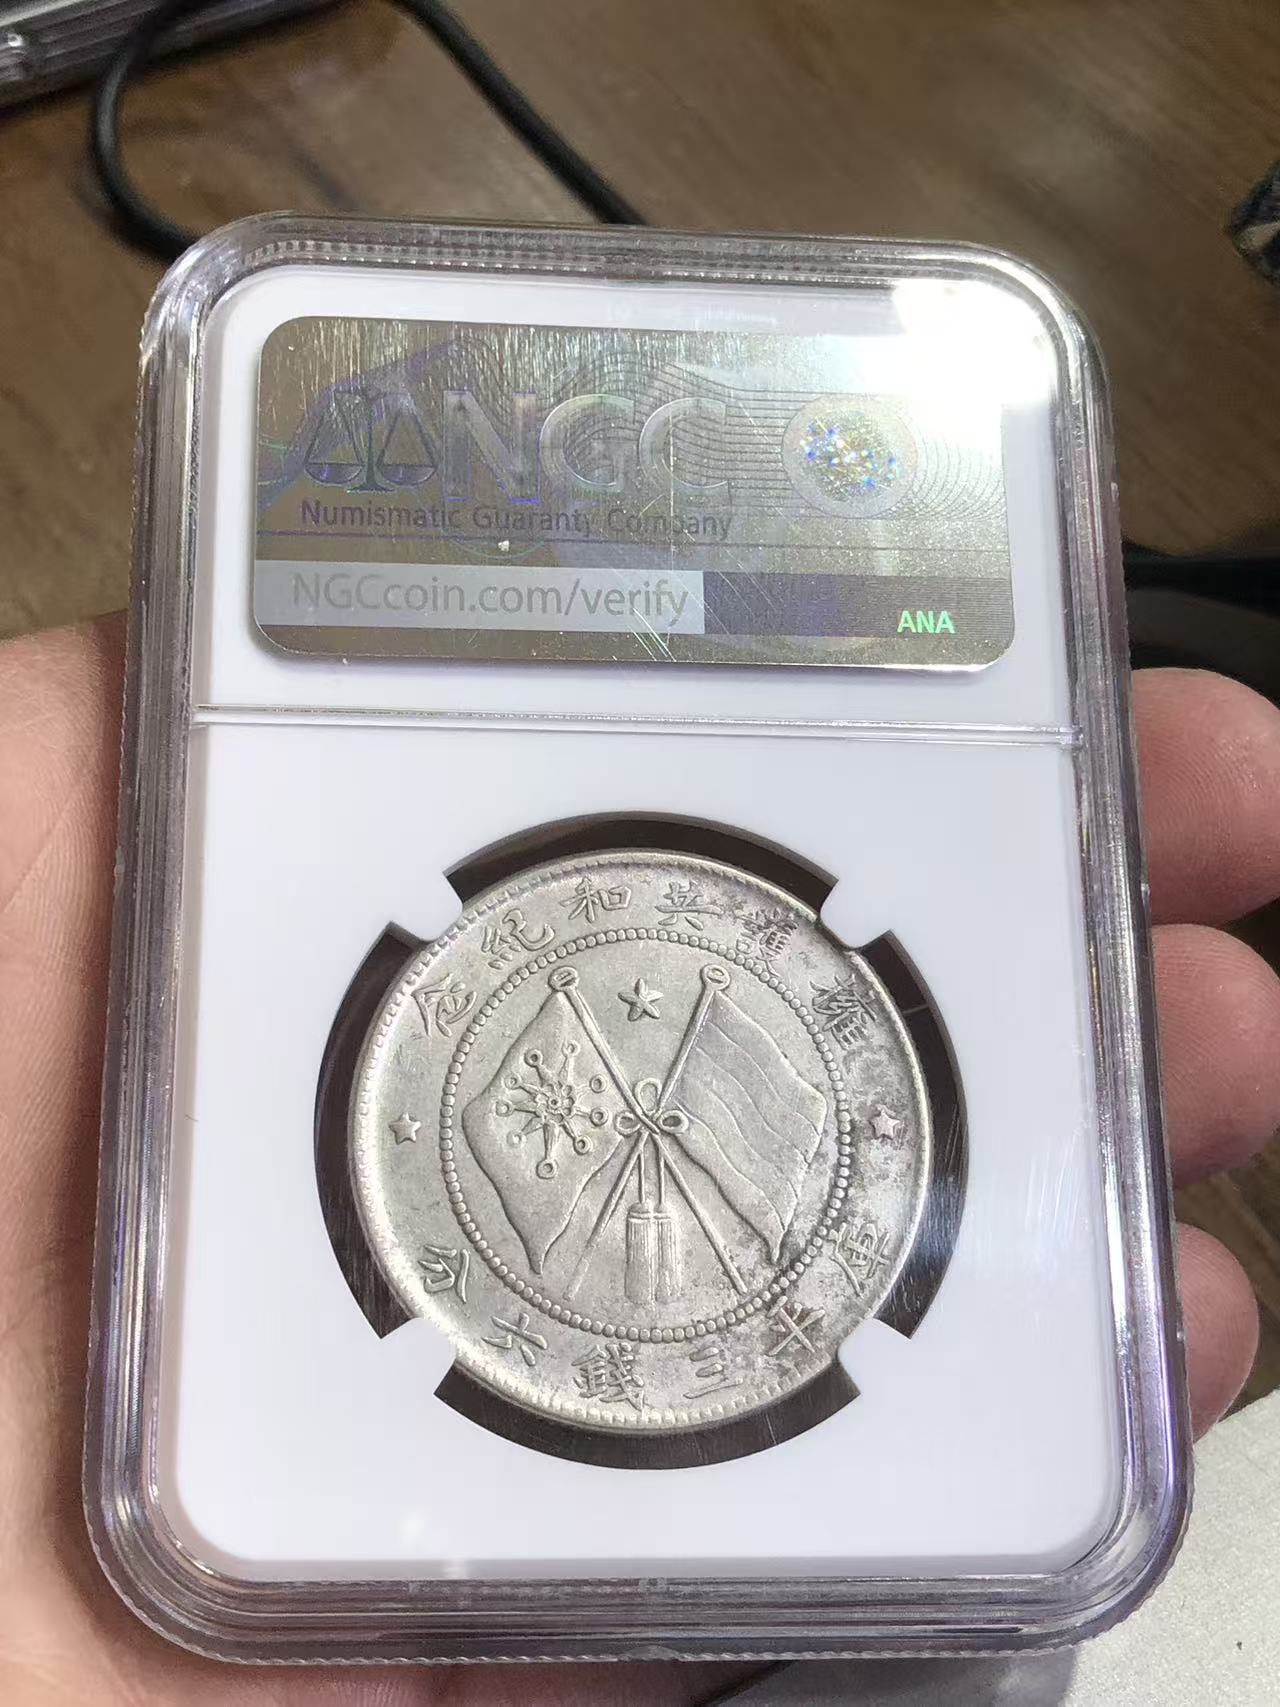 NGC
Numismatic Guaranty Company
NGCcoin.com/verify
ANA
擁護共和紀念
庫平三錢六分